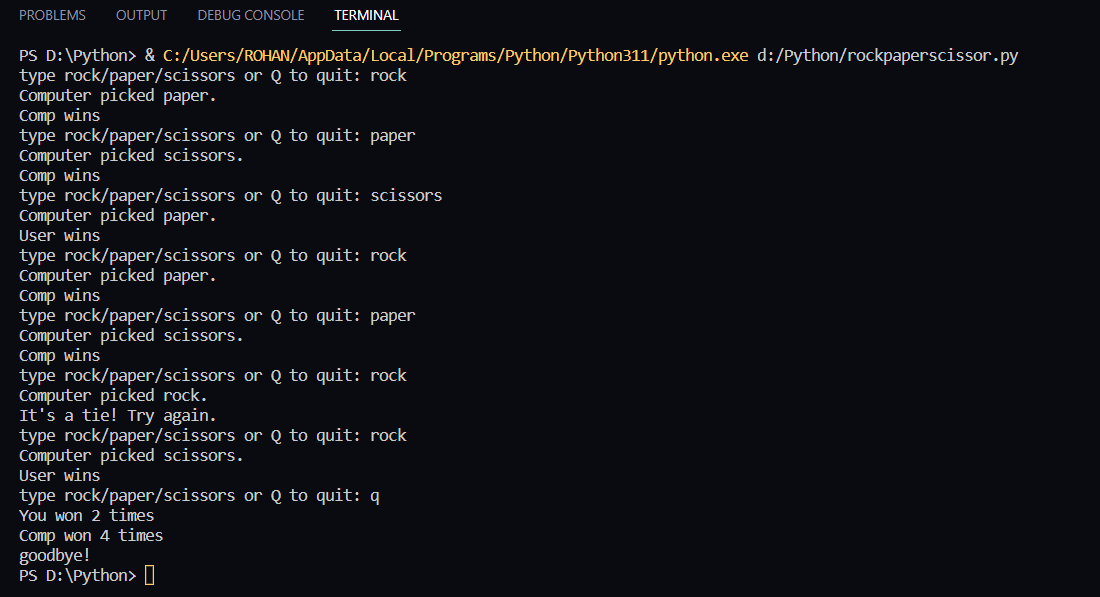 PROBLEMS OUTPUT DEBUG CONSOLE TERMINAL
PS D:\Python> & C:/Users/ROHAN/AppData/Local/Programs/Python/Python311/python.exe d:/Python/rockpaperscissor.py
type rock/paper/scissors or Q to quit: rock
Computer picked paper.
Comp wins
type rock/paper/scissors or Q to quit: paper
Computer picked scissors.
Comp wins
type rock/paper/scissors or Q to quit: scissors
Computer picked paper.
User wins
type rock/paper/scissors or Q to quit: rock
Computer picked paper.
Comp wins
type rock/paper/scissors or Q to quit: paper
Computer picked scissors.
Comp wins
type rock/paper/scissors or Q to quit: rock
Computer picked rock.
It's a tie! Try again.
type rock/paper/scissors or Q to quit: rock
Computer picked scissors.
User wins
type rock/paper/scissors or Q to quit: q
You won 2 times
Comp won 4 times
goodbye!
PS D:\Python>